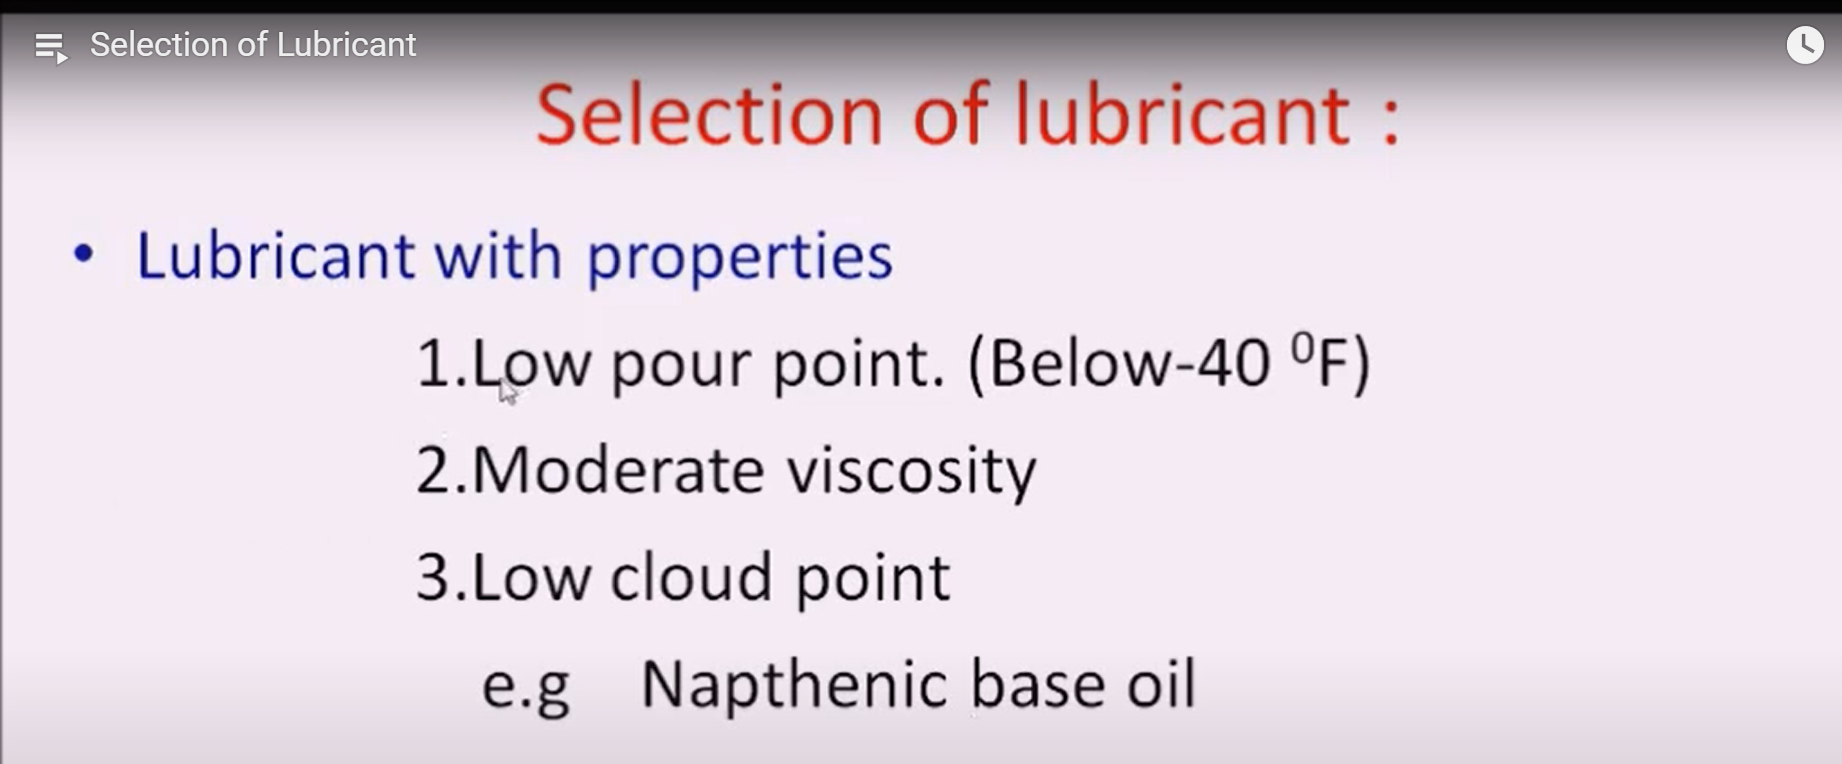 Selection of Lubricant
Selection of lubricant :
• Lubricant with properties
1.Low pour point. (Below-40 ⁰F)
2.Moderate viscosity
3.Low cloud point
e.g Napthenic base oil